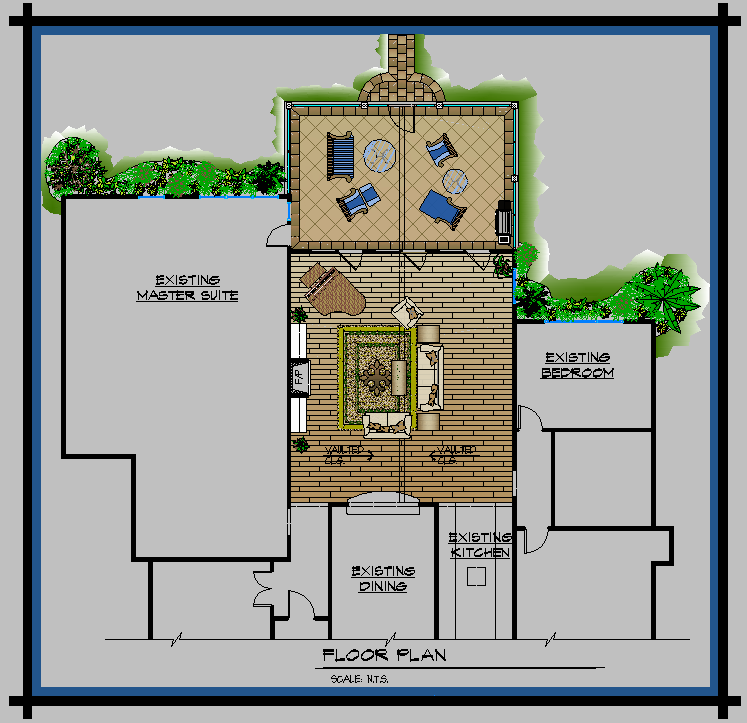 EXISTING
MASTER SUITE
EXISTING
BEDROOM
F/P
VAULTED
CLG.
VAULTED
CLG.
EXISTING
KITCHEN
EXISTING
DINING
FLOOR PLAN
SCALE: N.T.S.